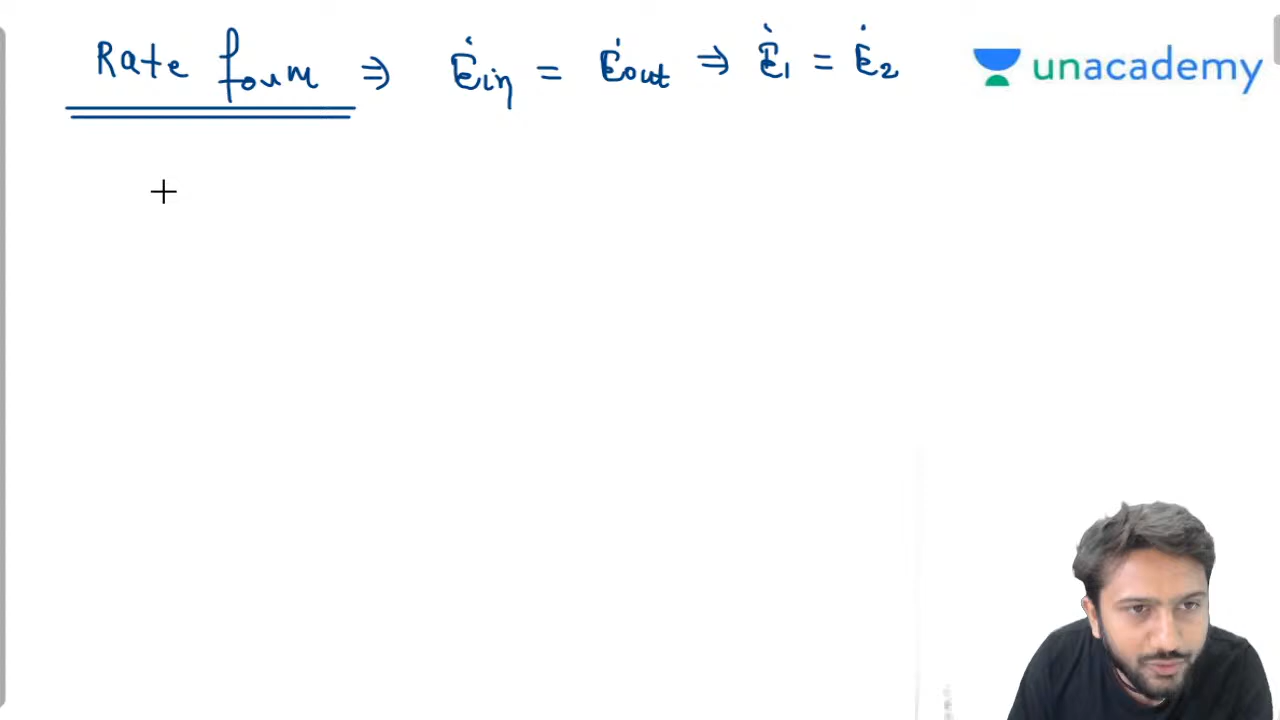 Rate form ⇒ Ėin = Ėout ⇒ Ė1 = Ė2
unacademy